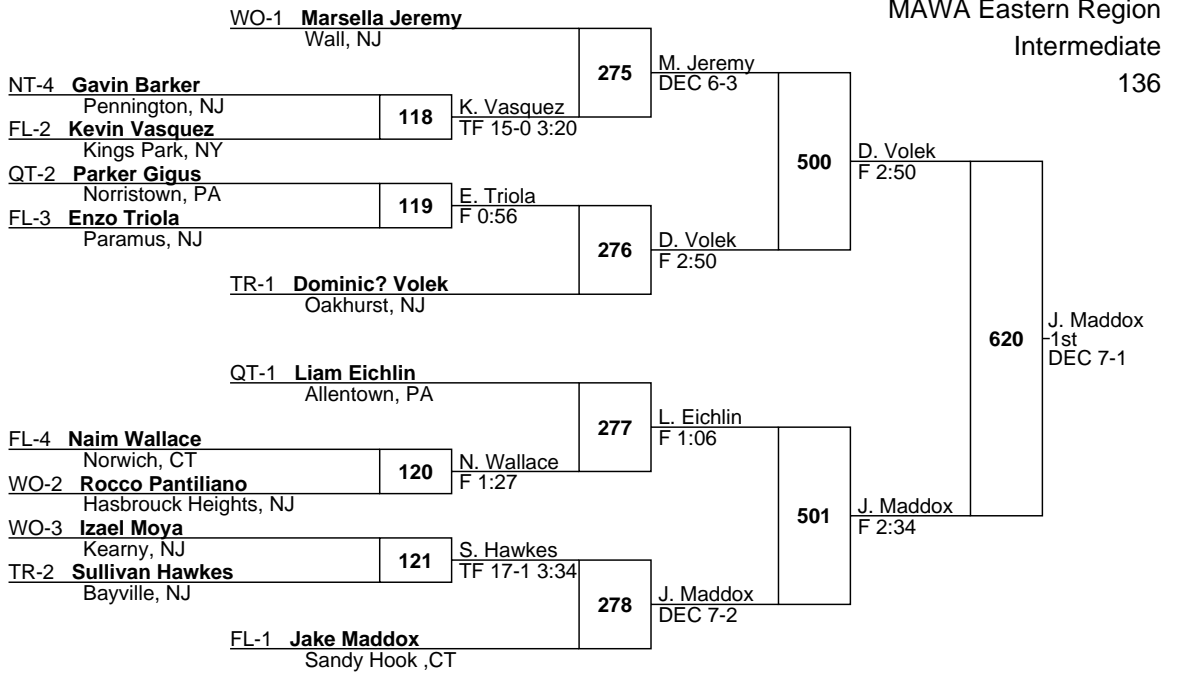 MAWA Eastern Region
Intermediate
136
WO-1 Marsella Jeremy
Wall, NJ
275
M. Jeremy
DEC 6-3
NT-4 Gavin Barker
Pennington, NJ
118
K. Vasquez
TF 15-0 3:20
FL-2 Kevin Vasquez
Kings Park, NY
500
D. Volek
F 2:50
QT-2 Parker Gigus
Norristown, PA
119
E. Triola
F 0:56
FL-3 Enzo Triola
Paramus, NJ
276
D. Volek
F 2:50
TR-1 Dominic? Volek
Oakhurst, NJ
620
J. Maddox
1st
DEC 7-1
QT-1 Liam Eichlin
Allentown, PA
277
L. Eichlin
F 1:06
FL-4 Naim Wallace
Norwich, CT
120
N. Wallace
F 1:27
WO-2 Rocco Pantiliano
Hasbrouck Heights, NJ
501
J. Maddox
F 2:34
WO-3 Izael Moya
Kearny, NJ
121
S. Hawkes
TF 17-1 3:34
TR-2 Sullivan Hawkes
Bayville, NJ
278
J. Maddox
DEC 7-2
FL-1 Jake Maddox
Sandy Hook ,CT